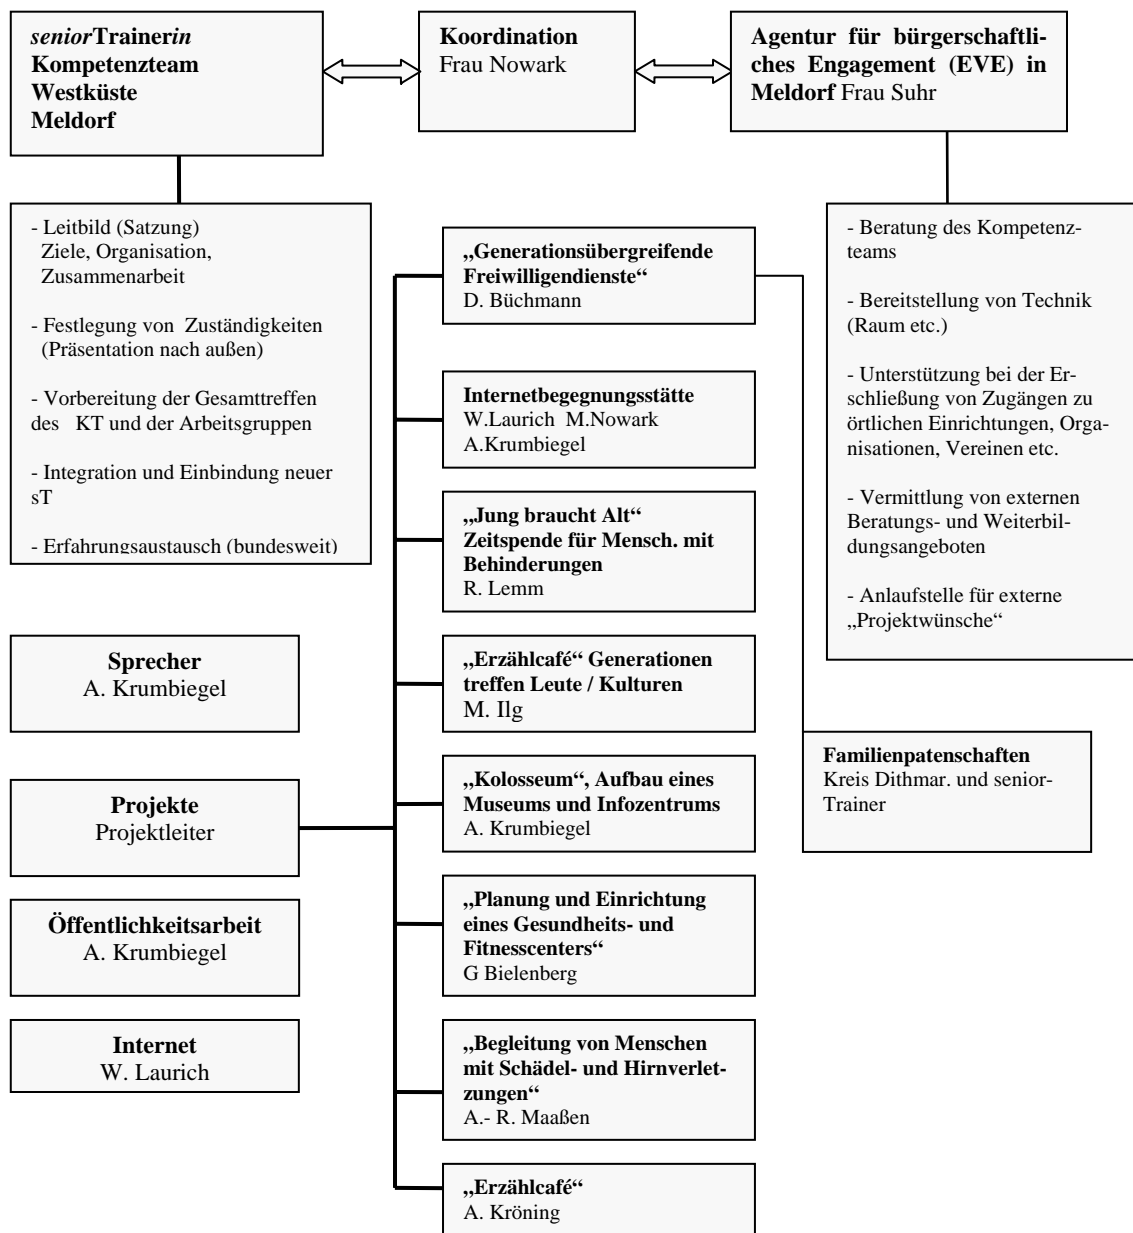 seniorTrainerin
Kompetenzteam
Westküste
Meldorf
Koordination
Frau Nowark
Agentur für bürgerschaftli-
ches Engagement (EVE) in
Meldorf Frau Suhr
- Leitbild (Satzung)
Ziele, Organisation,
Zusammenarbeit
- Festlegung von Zuständigkeiten
(Präsentation nach außen)
- Vorbereitung der Gesamttreffen
des KT und der Arbeitsgruppen
- Integration und Einbindung neuer
sT
- Erfahrungsaustausch (bundesweit)
Sprecher
A. Krumbiegel
Projekte
Projektleiter
Öffentlichkeitsarbeit
A. Krumbiegel
Internet
W. Laurich
„Generationsübergreifende
Freiwilligendienste“
D. Büchmann
Internetbegegnungsstätte
W.Laurich M.Nowark
A.Krumbiegel
„Jung braucht Alt“
Zeitspende für Mensch. mit
Behinderungen
R. Lemm
„Erzählcafé“ Generationen
treffen Leute / Kulturen
M. Ilg
„Kolosseum“, Aufbau eines
Museums und Infozentrums
A. Krumbiegel
„Planung und Einrichtung
eines Gesundheits- und
Fitnesscenters“
G Bielenberg
„Begleitung von Menschen
mit Schädel- und Hirnverlet-
zungen“
A.- R. Maaßen
„Erzählcafé“
A. Kröning
- Beratung des Kompetenz-
teams
- Bereitstellung von Technik
(Raum etc.)
- Unterstützung bei der Er-
schließung von Zugängen zu
örtlichen Einrichtungen, Orga-
nisationen, Vereinen etc.
- Vermittlung von externen
Beratungs- und Weiterbil-
dungsangeboten
- Anlaufstelle für externe
„Projektwünsche“
Familienpatenschaften
Kreis Dithmar. und senior-
Trainer